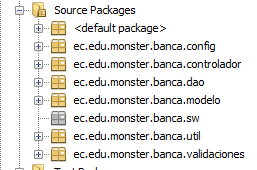 Source Packages
<default package>
ec.edu.monster.banca.config
ec.edu.monster.banca.controlador
ec.edu.monster.banca.dao
ec.edu.monster.banca.modelo
ec.edu.monster.banca.sw
ec.edu.monster.banca.util
ec.edu.monster.banca.validaciones